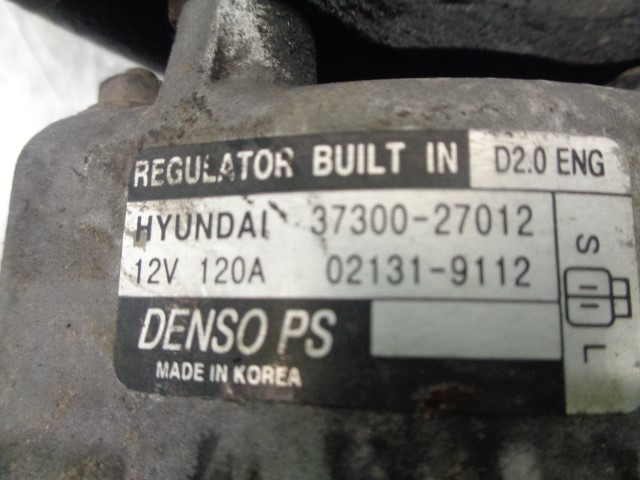 REGULATOR BUILT IN D2.0 ENG
HYUNDAI 37300-27012
12V 120A 02131-9112
DENSO PS
MADE IN KOREA
S
L